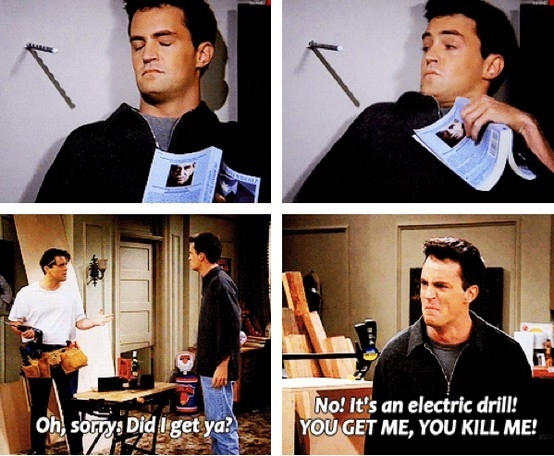 Oh, sorry. Did I get ya?
No! It's an electric drill!
YOU GET ME, YOU KILL ME!